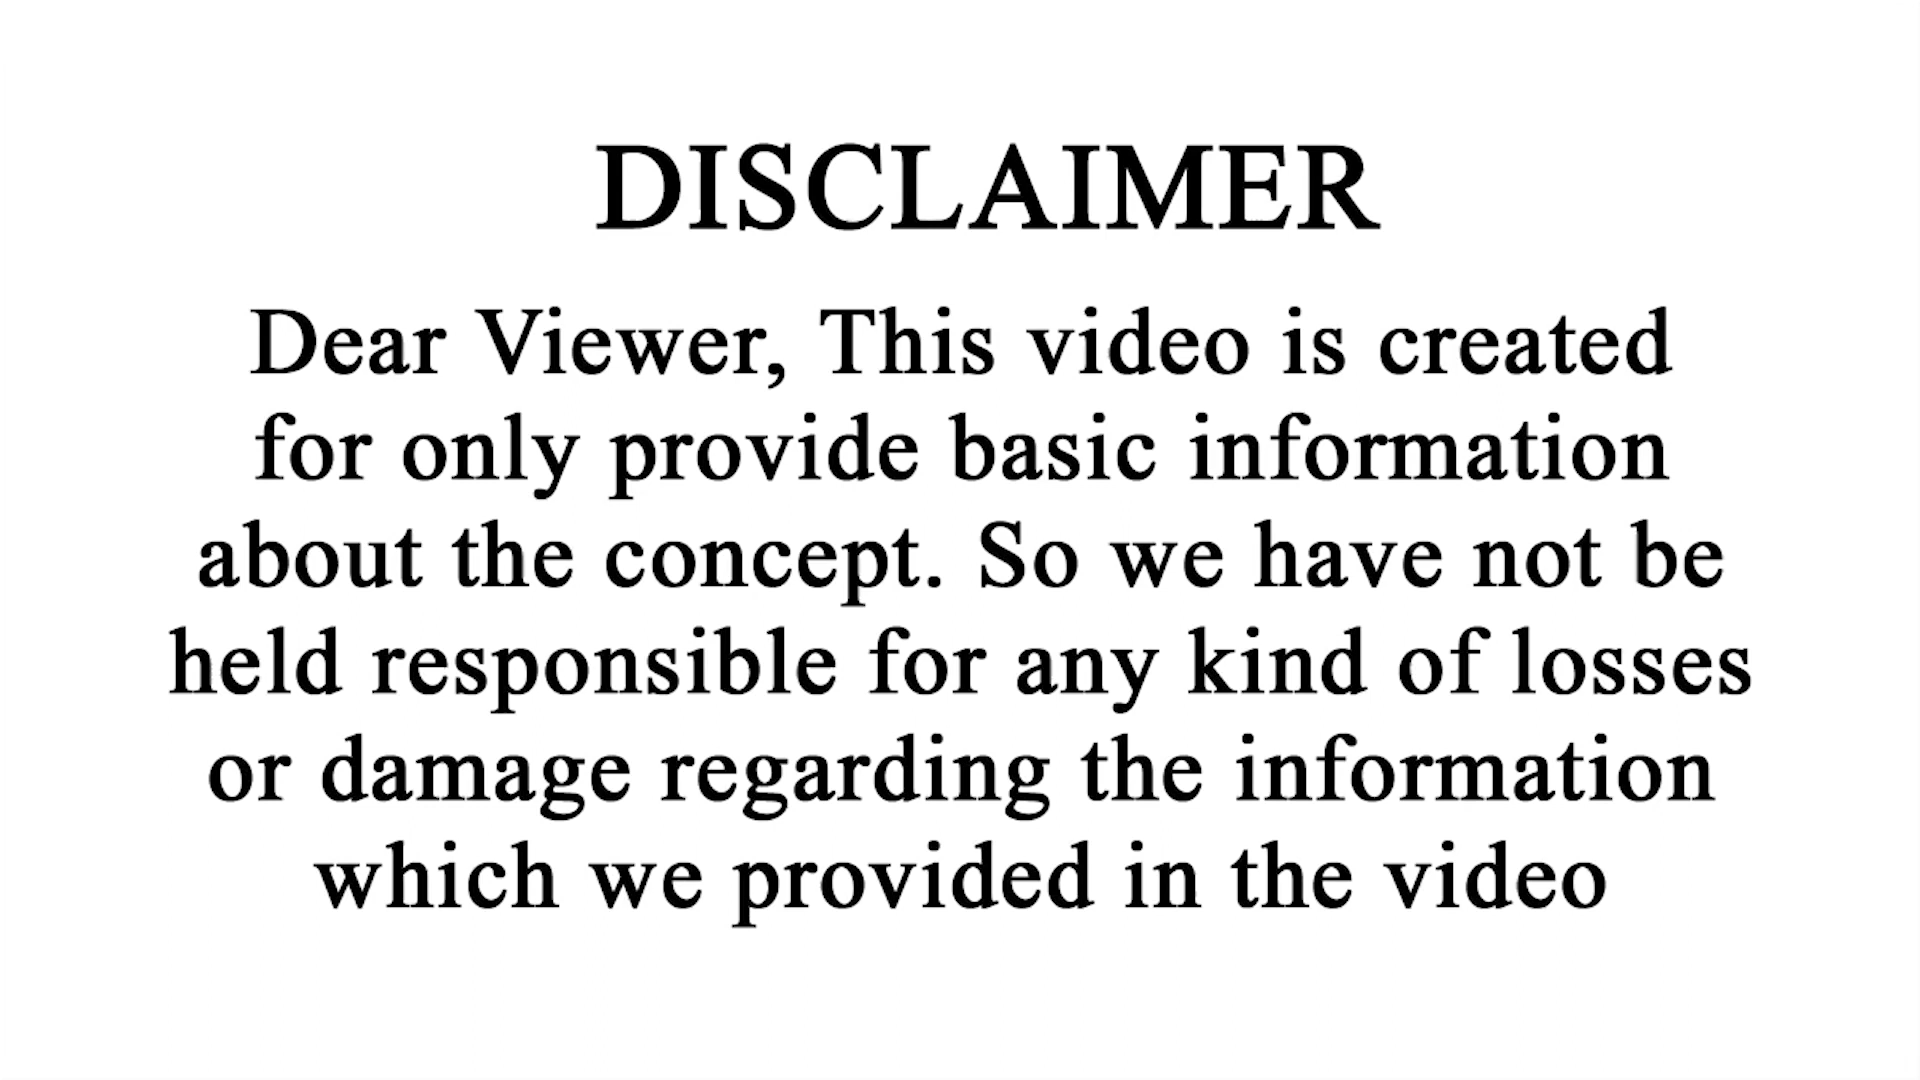 DISCLAIMER
Dear Viewer, This video is created
for only provide basic information
about the concept. So we have not be
held responsible for any kind of losses
or damage regarding the information
which we provided in the video